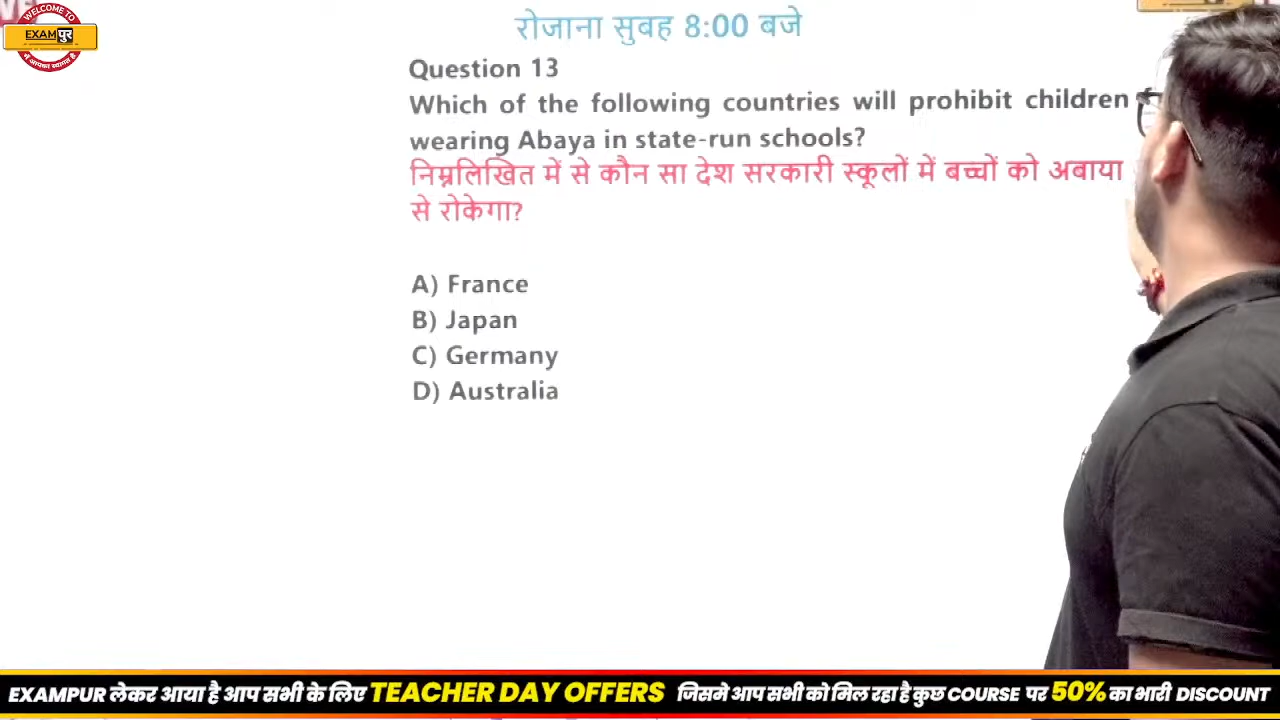 WELCOME TO
EXAMपुर
में आपका स्वागत है
रोजाना सुबह 8:00 बजे
Question 13
Which of the following countries will prohibit children
wearing Abaya in state-run schools?
निम्नलिखित में से कौन सा देश सरकारी स्कूलों में बच्चों को अबाया
से रोकेगा?
A) France
B) Japan
C) Germany
D) Australia
EXAMPUR लेकर आया है आप सभी के लिए TEACHER DAY OFFERS जिसमे आप सभी को मिल रहा है कुछ COURSE पर 50% का भारी DISCOUNT